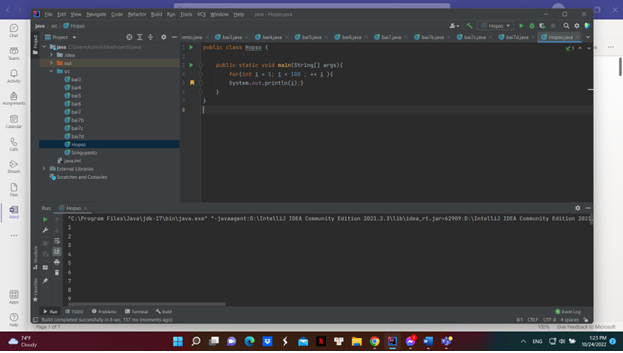 File Edit View Navigate Code Refactor Build Run Tools VCS Window Help java - Hopso.java
java src Hopso
Hopso
Project
bai3.java bai4.java bai5.java bai6.java bai7.java bai7b.java bai7c.java bai7d.java Hopso.java
java C:\Users\Admin\IdeaProjects\java
.idea
out
src
bai3
bai4
bai5
bai6
bai7
bai7b
bai7c
bai7d
Hopso
Songuyento
java.iml
External Libraries
Scratches and Consoles
1 public class Hopso {
2
3 public static void main(String[] args){
4 for(int i = 1; i < 100 ; ++ i ){
5 System.out.println(i);}
6 }
7 }
8
Run: Hopso
"C:\Program Files\Java\jdk-17\bin\java.exe" "-javaagent:D:\IntelliJ IDEA Community Edition 2021.2.3\lib\idea_rt.jar=62909:D:\IntelliJ IDEA Community Edition 2021
1
2
3
4
5
6
7
8
9
Structure
Favorites
Run TODO Problems Terminal Build Event Log
Build completed successfully in 8 sec, 137 ms (moments ago) 8:1 CRLF UTF-8 4 spaces
Chat
Teams
Activity
Assignments
Calendar
Calls
Stream
Files
Word
Apps
Help
Page 1 of 7 100% Give Feedback to Microsoft
74°F
Cloudy
ENG
1:23 PM
10/24/2022